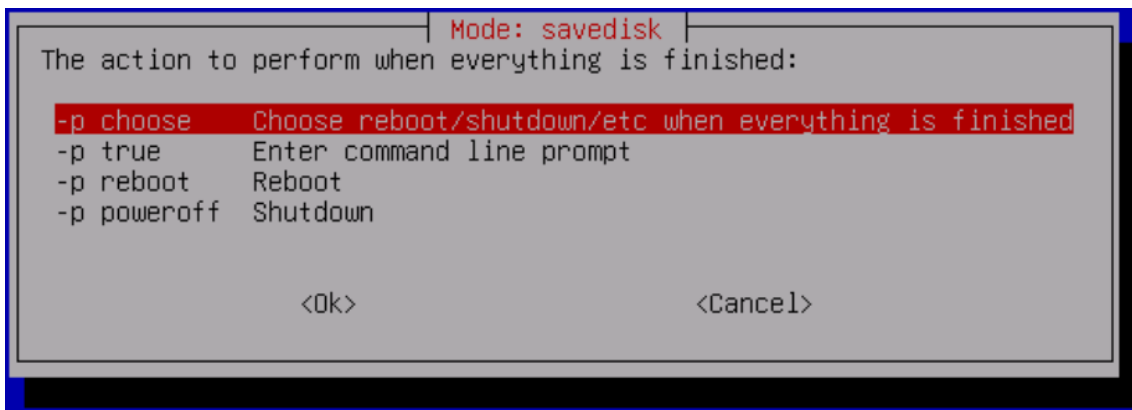 Mode: savedisk
The action to perform when everything is finished:
-p choose Choose reboot/shutdown/etc when everything is finished
-p true Enter command line prompt
-p reboot Reboot
-p poweroff Shutdown
<Ok> <Cancel>